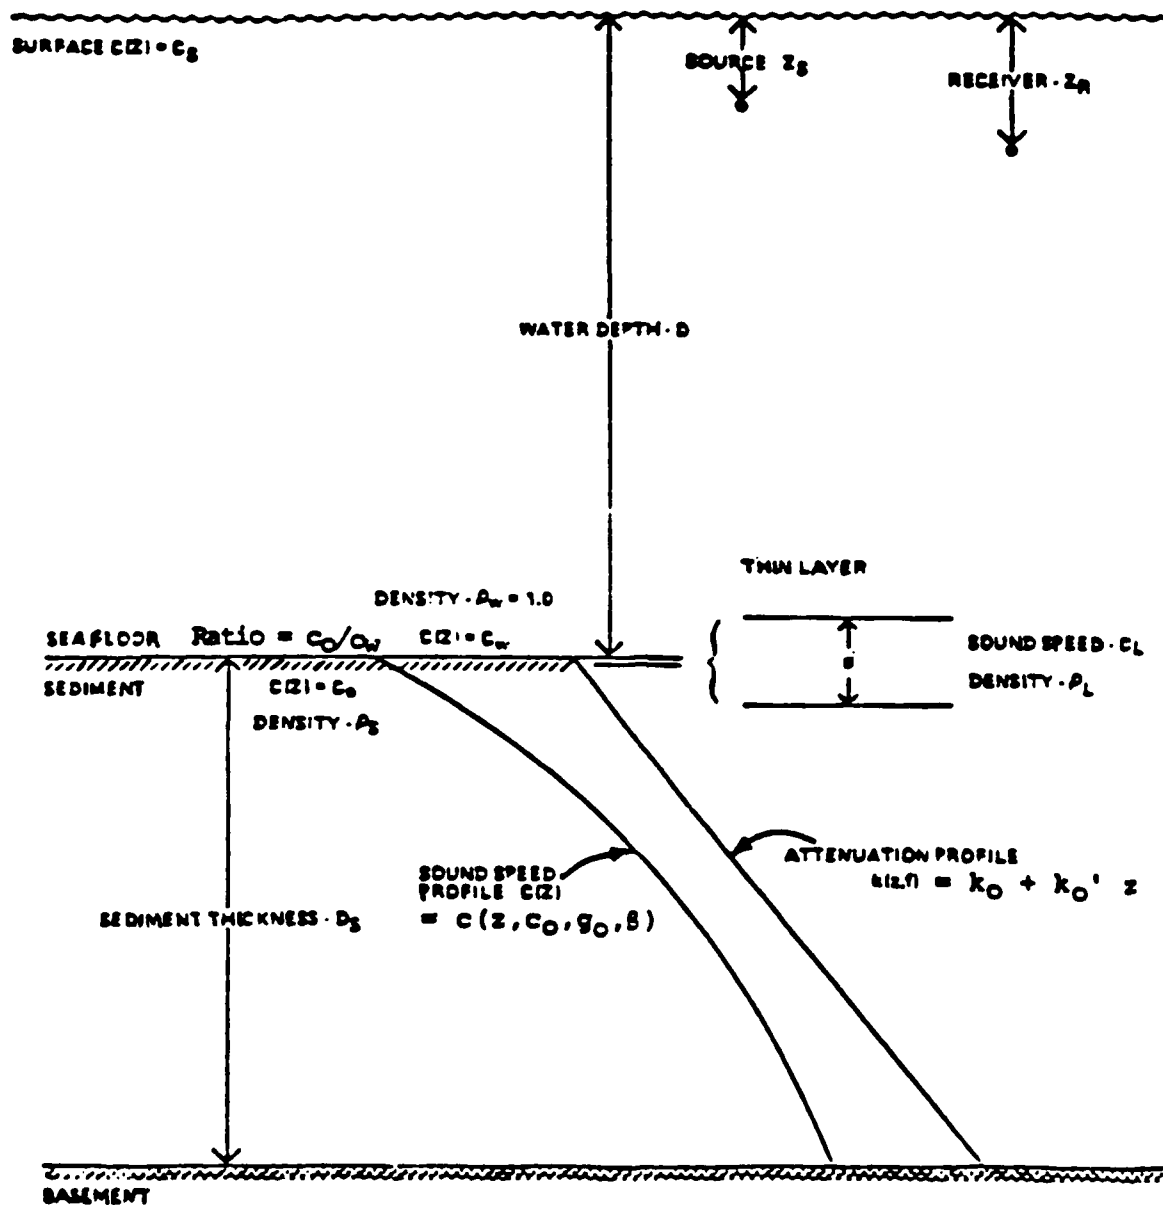 SURFACE C(Z) = C_S
SOURCE Z_S
RECEIVER - Z_R
WATER DEPTH - D
THIN LAYER
DENSITY - ρ_w = 1.0
SEAFLOOR Ratio = c_o/c_w C(Z) = C_w
SOUND SPEED - C_L
SEDIMENT C(Z) = C_o
DENSITY - ρ_L
DENSITY - ρ_S
ATTENUATION PROFILE
k(z,f) = k_o + k_o' z
SOUND SPEED
PROFILE C(Z)
= c(z, c_o, g_o, β)
SEDIMENT THICKNESS - D_S
BASEMENT